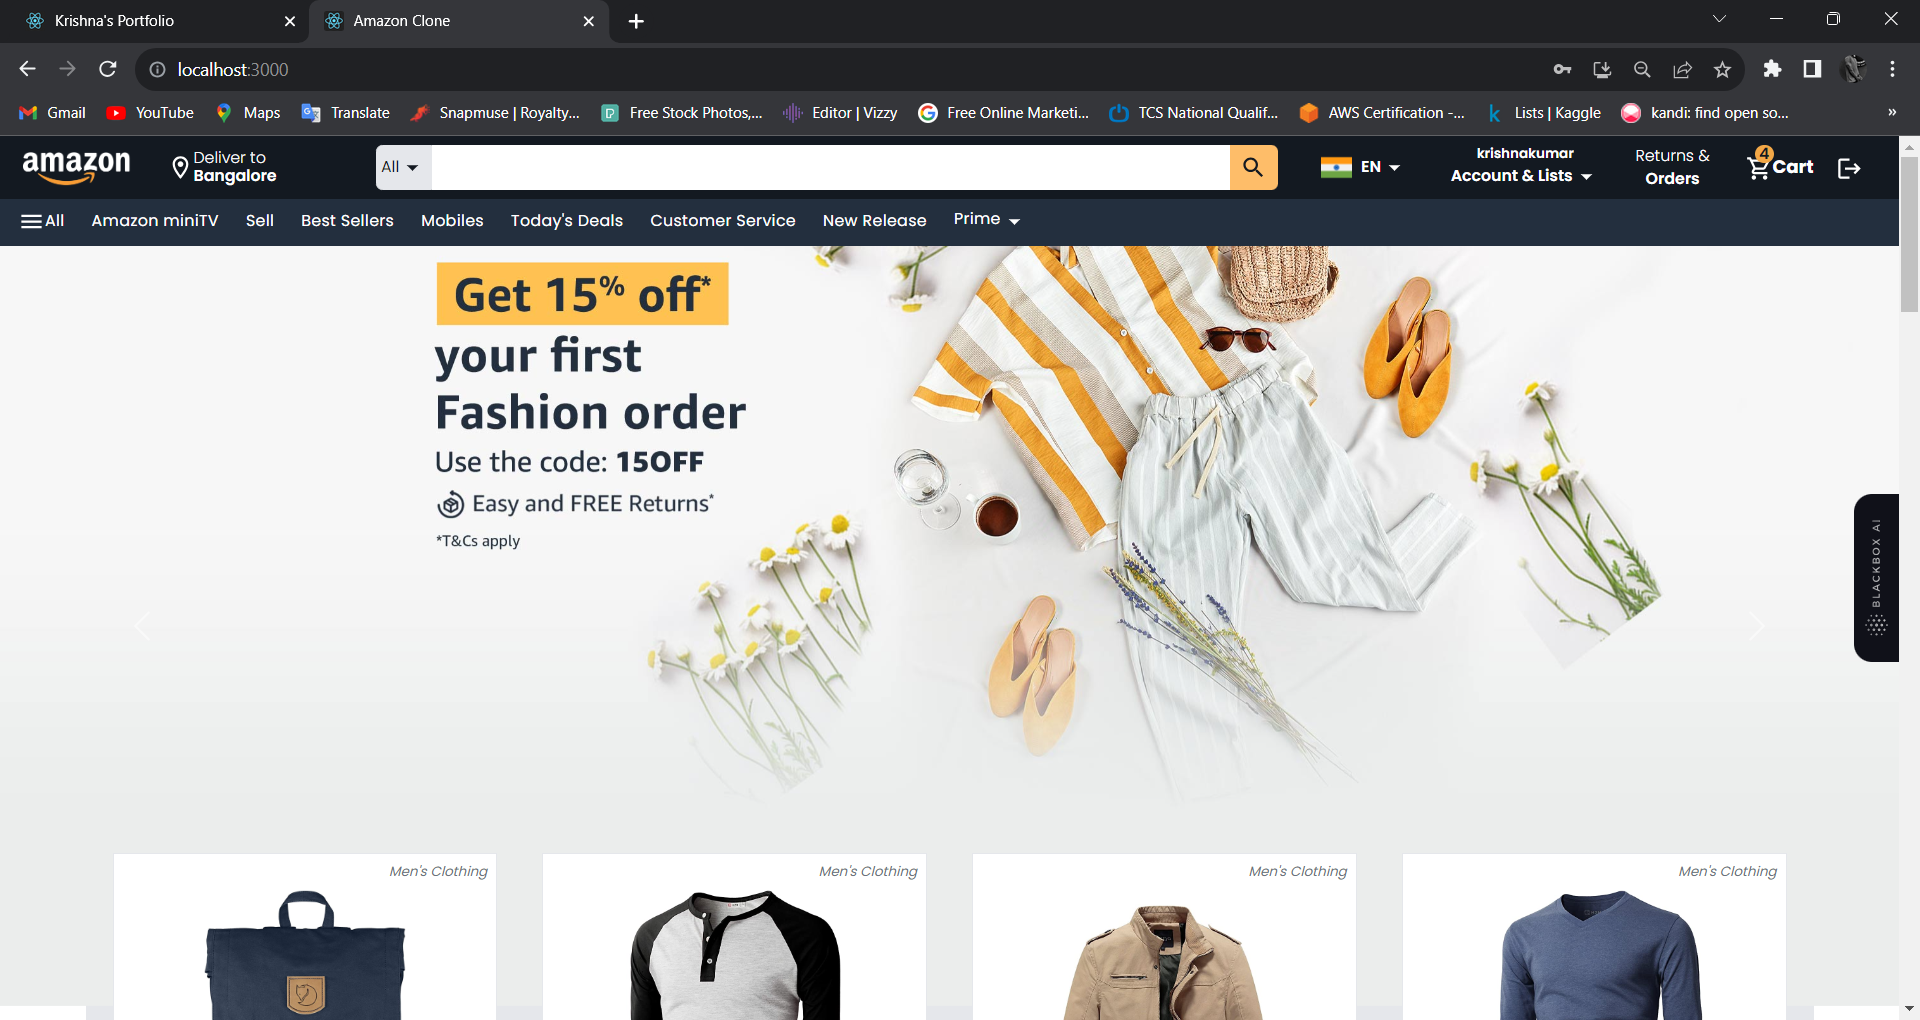 Krishna's Portfolio
Amazon Clone
localhost:3000
Gmail
YouTube
Maps
Translate
Snapmuse | Royalty...
Free Stock Photos,...
Editor | Vizzy
Free Online Marketi...
TCS National Qualif...
AWS Certification -...
Lists | Kaggle
kandi: find open so...
»
amazon
Deliver to
Bangalore
All
EN
krishnakumar
Account & Lists
Returns &
Orders
4
Cart
All
Amazon miniTV
Sell
Best Sellers
Mobiles
Today's Deals
Customer Service
New Release
Prime
Get 15% off*
your first
Fashion order
Use the code: 15OFF
Easy and FREE Returns*
*T&Cs apply
BLACKBOX AI
Men's Clothing
Men's Clothing
Men's Clothing
Men's Clothing